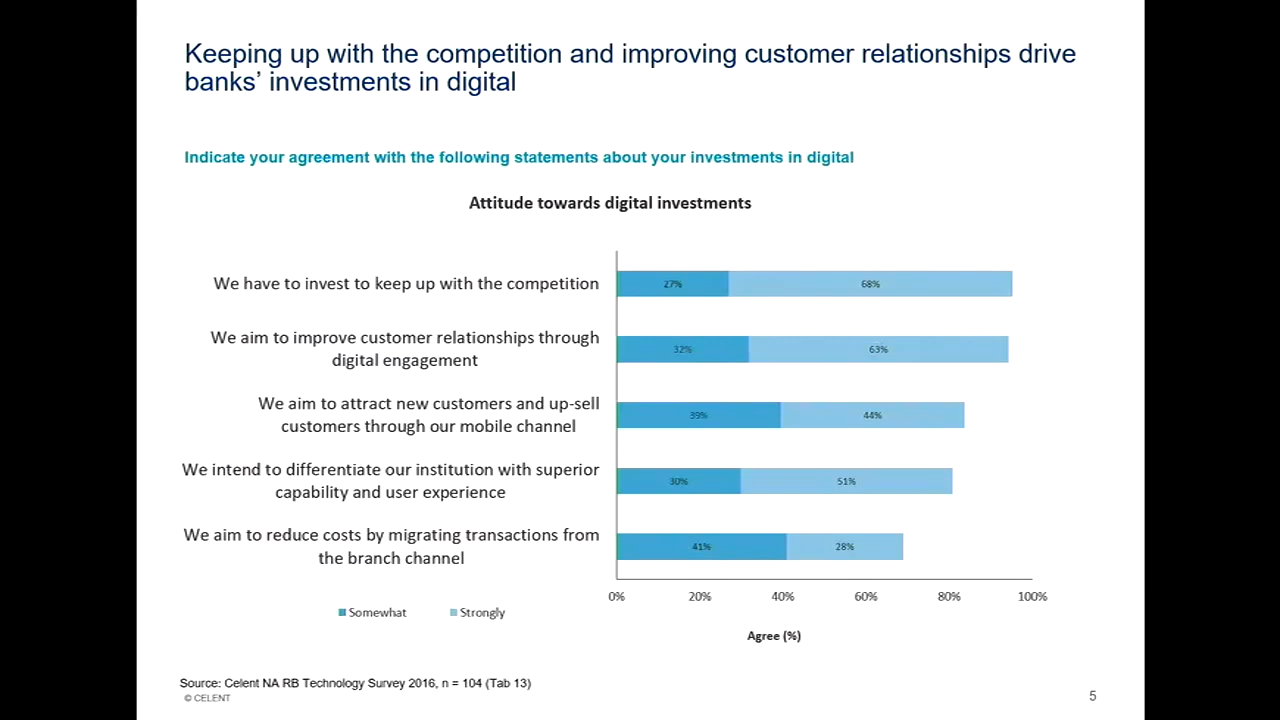 Keeping up with the competition and improving customer relationships drive
banks’ investments in digital
Indicate your agreement with the following statements about your investments in digital
Attitude towards digital investments
We have to invest to keep up with the competition
27%
68%
We aim to improve customer relationships through
digital engagement
32%
63%
We aim to attract new customers and up-sell
customers through our mobile channel
39%
44%
We intend to differentiate our institution with superior
capability and user experience
30%
51%
We aim to reduce costs by migrating transactions from
the branch channel
41%
28%
0%
20%
40%
60%
80%
100%
Somewhat
Strongly
Agree (%)
Source: Celent NA RB Technology Survey 2016, n = 104 (Tab 13)
© CELENT
5